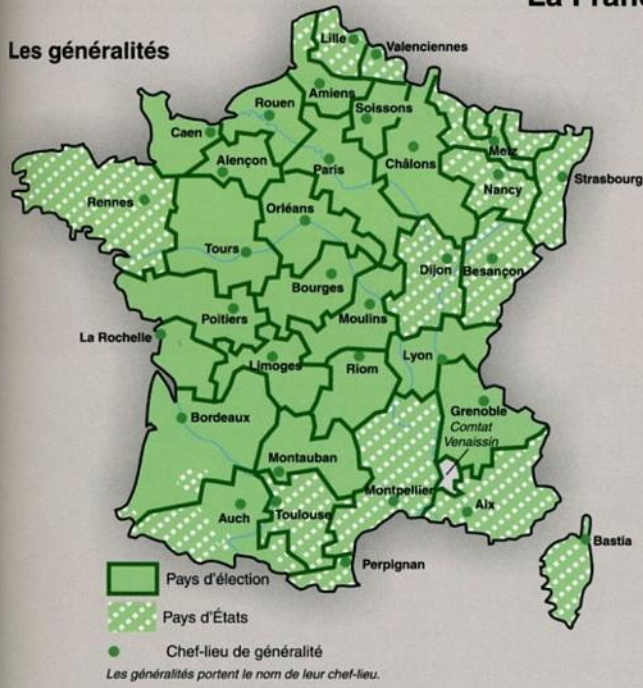 Les généralités
Lille
Valenciennes
Amiens
Rouen
Soissons
Caen
Alençon
Paris
Châlons
Metz
Nancy
Strasbourg
Rennes
Orléans
Tours
Dijon
Besançon
Bourges
Poitiers
Moulins
La Rochelle
Limoges
Riom
Lyon
Bordeaux
Grenoble
Comtat
Venaissin
Montauban
Montpellier
Auch
Toulouse
Aix
Perpignan
Bastia
Pays d'élection
Pays d'États
Chef-lieu de généralité
Les généralités portent le nom de leur chef-lieu.